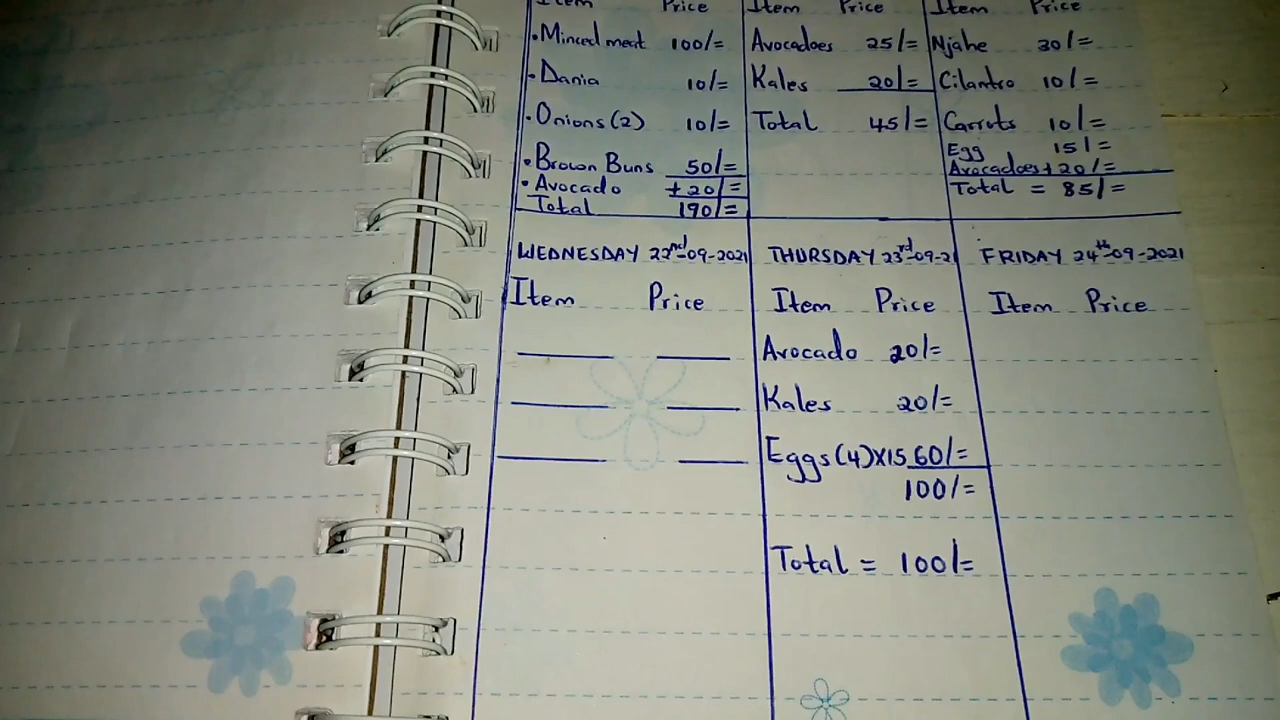 Item Price
.Minced meat 100/=
.Dania 10/=
.Onions (2) 10/=
.Brown Buns 50/=
.Avocado +20/=
Total 190/=
Item Price
Avocadoes 25/=
Kales 20/=
Total 45/=
Item Price
Njahe 30/=
Cilantro 10/=
Carrots 10/=
Egg 15/=
Avocadoes + 20/=
Total = 85/=
WEDNESDAY 22nd-09-2021
Item Price
THURSDAY 23rd-09-21
Item Price
Avocado 20/=
Kales 20/=
Eggs (4)X15 60/=
100/=
Total = 100/=
FRIDAY 24th-09-2021
Item Price